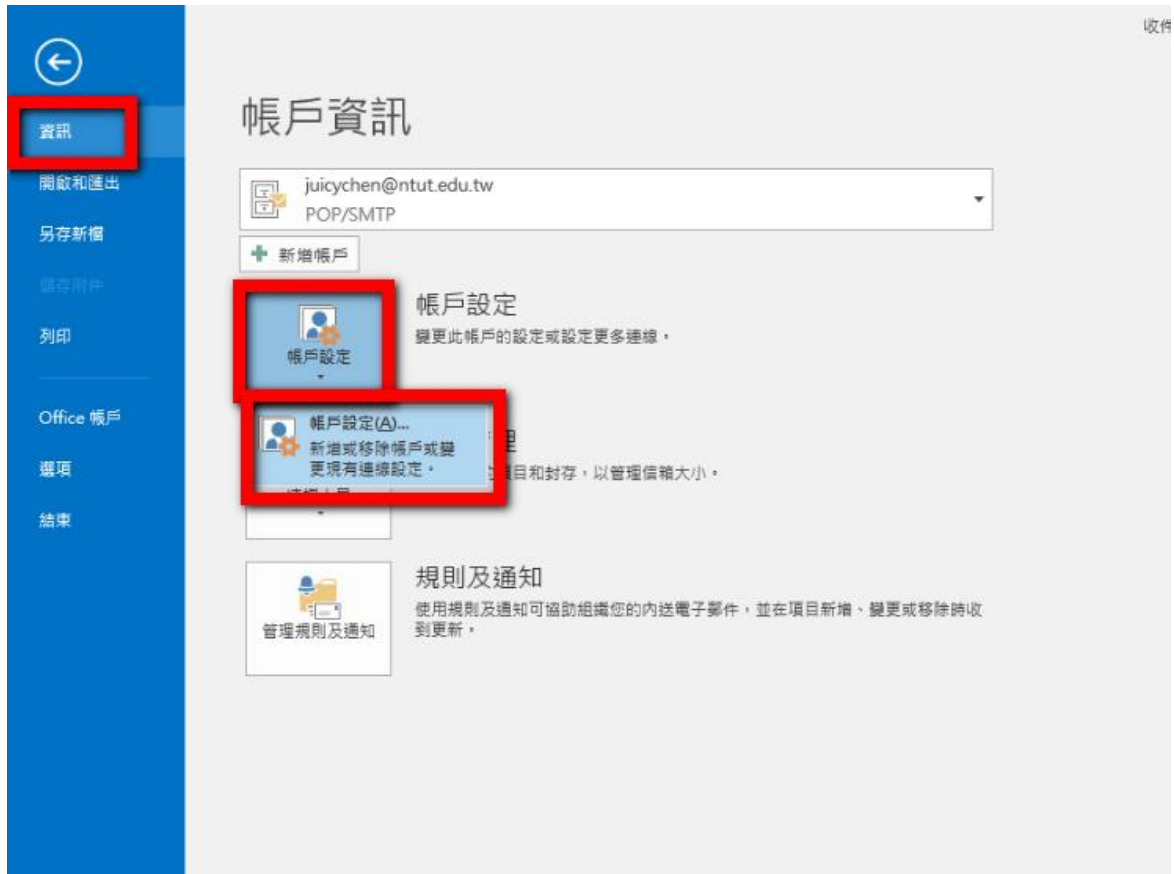 收件
資訊
開啟和匯出
另存新檔
儲存附件
列印
Office 帳戶
選項
結束
帳戶資訊
juicychen@ntut.edu.tw
POP/SMTP
新增帳戶
帳戶設定
帳戶設定
變更此帳戶的設定或設定更多連線。
帳戶設定(A)...
新增或移除帳戶或變
更現有連線設定。
理
項目和封存，以管理信箱大小。
管理規則及通知
規則及通知
使用規則及通知可協助組織您的內送電子郵件，並在項目新增、變更或移除時收
到更新。